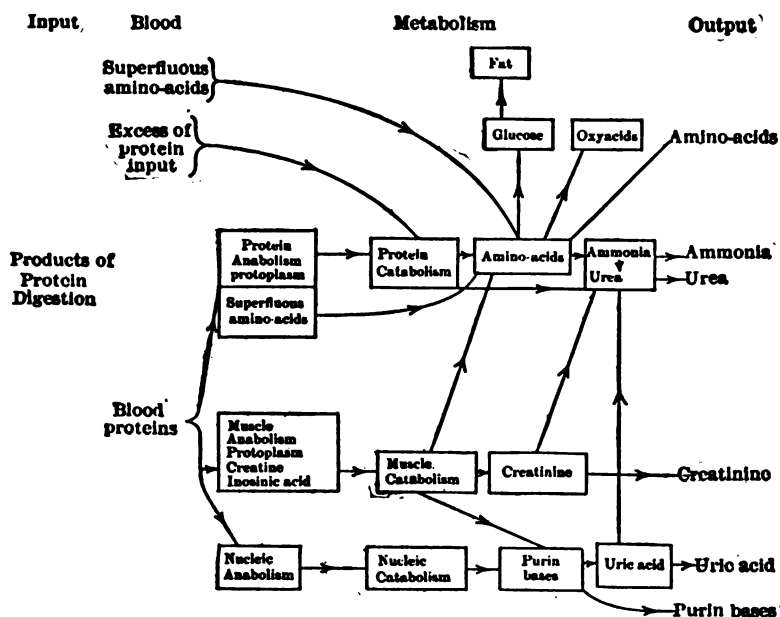 Input Blood Metabolism Output
Superfluous
amino-acids
Excess of
protein
input
Fat
Glucose
Oxyacids
Amino-acids
Products of
Protein
Digestion
Protein
Anabolism
protoplasm
Superfluous
amino-acids
Protein
Catabolism
Amino-acids
Ammonia
Urea
Ammonia
Urea
Blood
proteins
Muscle
Anabolism
Protoplasm
Creatine
Inosinic acid
Muscle.
Catabolism
Creatinine
Creatinino
Nucleic
Anabolism
Nucleic
Catabolism
Purin
bases
Uric acid
Uric acid
Purin bases